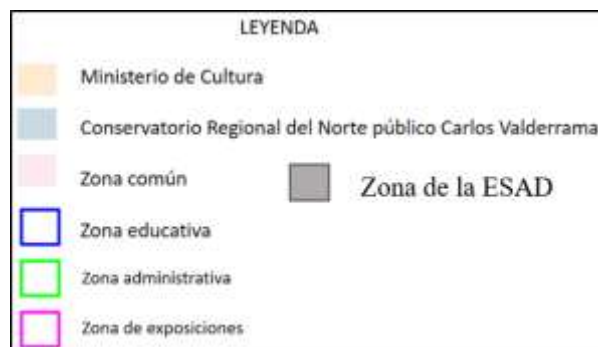 LEYENDA
Ministerio de Cultura
Conservatorio Regional del Norte público Carlos Valderrama
Zona común
Zona de la ESAD
Zona educativa
Zona administrativa
Zona de exposiciones